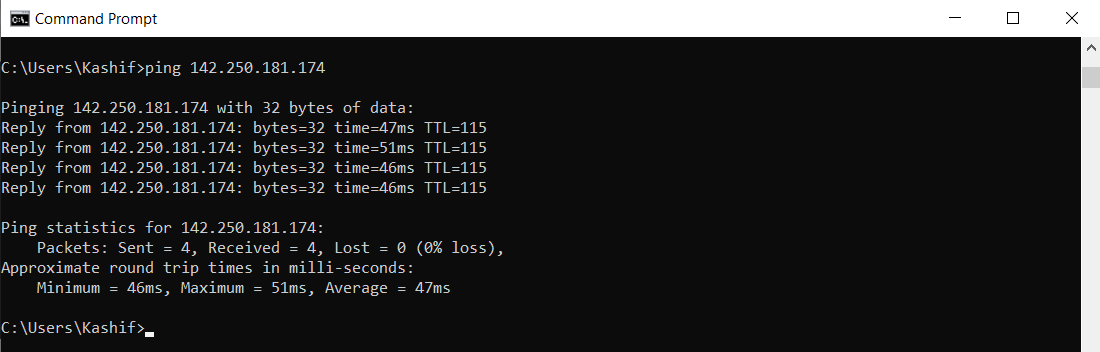 Command Prompt
C:\Users\Kashif>ping 142.250.181.174
Pinging 142.250.181.174 with 32 bytes of data:
Reply from 142.250.181.174: bytes=32 time=47ms TTL=115
Reply from 142.250.181.174: bytes=32 time=51ms TTL=115
Reply from 142.250.181.174: bytes=32 time=46ms TTL=115
Reply from 142.250.181.174: bytes=32 time=46ms TTL=115
Ping statistics for 142.250.181.174:
    Packets: Sent = 4, Received = 4, Lost = 0 (0% loss),
Approximate round trip times in milli-seconds:
    Minimum = 46ms, Maximum = 51ms, Average = 47ms
C:\Users\Kashif>